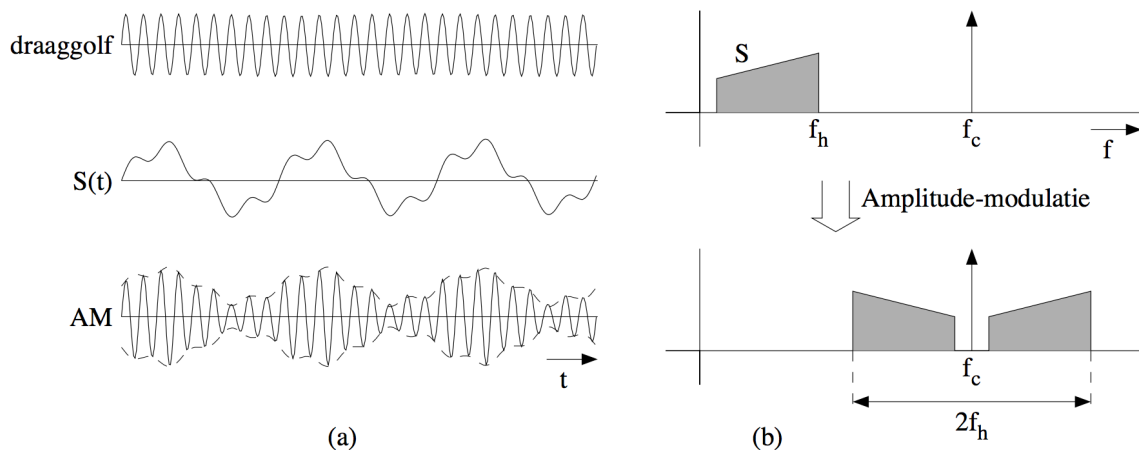 draaggolf
S(t)
AM
t
(a)
S
f_h
f_c
f
Amplitude-modulatie
f_c
2f_h
(b)